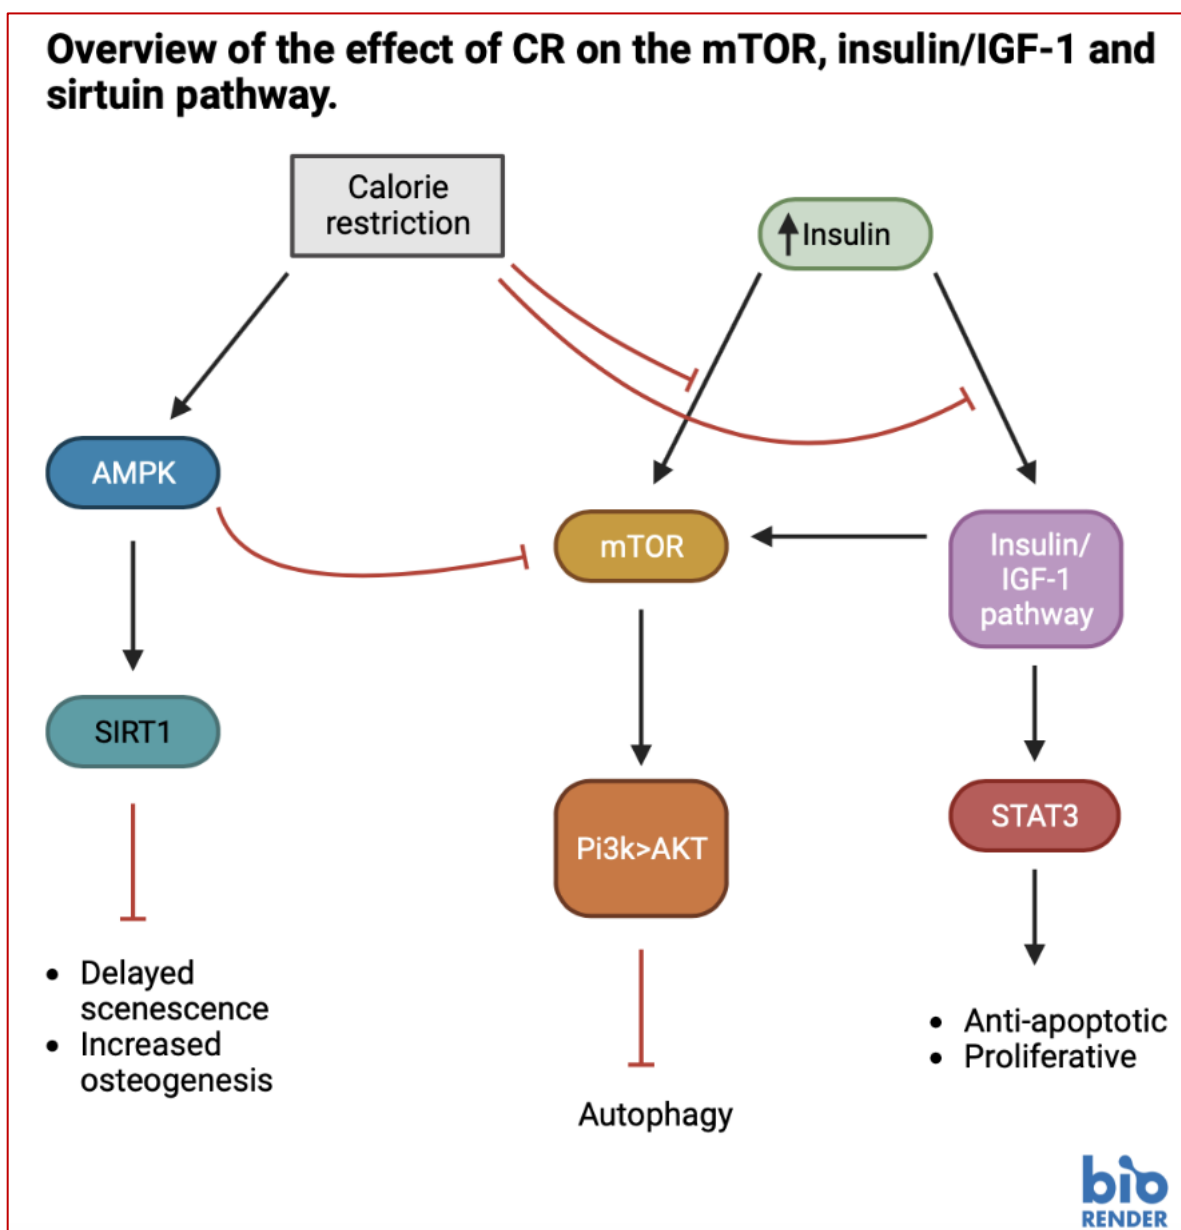 Overview of the effect of CR on the mTOR, insulin/IGF-1 and
sirtuin pathway.
Calorie
restriction
Insulin
AMPK
mTOR
Insulin/
IGF-1
pathway
SIRT1
Pi3k>AKT
STAT3
• Delayed
scenescence
• Increased
osteogenesis
• Anti-apoptotic
• Proliferative
Autophagy
bio
RENDER